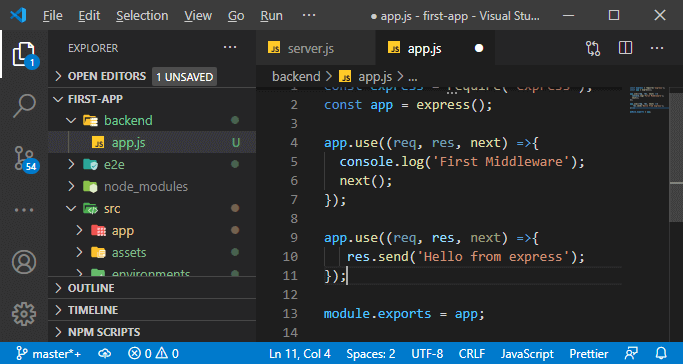 File Edit View Go Run ··· ● app.js - first-app - Visual Stu...
EXPLORER ···
OPEN EDITORS 1 UNSAVED
FIRST-APP
backend
JS app.js U
e2e
node_modules
src
app
assets
environments
OUTLINE
TIMELINE
NPM SCRIPTS
1
54
JS server.js
JS app.js ●
backend > JS app.js > ...
1 const express = require('express');
2 const app = express();
3
4 app.use((req, res, next) =>{
5 console.log('First Middleware');
6 next();
7 });
8
9 app.use((req, res, next) =>{
10 res.send('Hello from express');
11 });
12
13 module.exports = app;
14
master*+ 0 0 Ln 11, Col 4 Spaces: 2 UTF-8 CRLF JavaScript Prettier